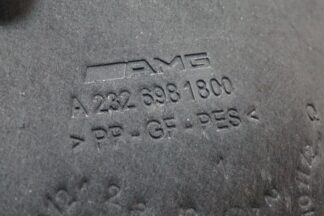 AMG
A 232 698 1800
> PP - GF - PES <